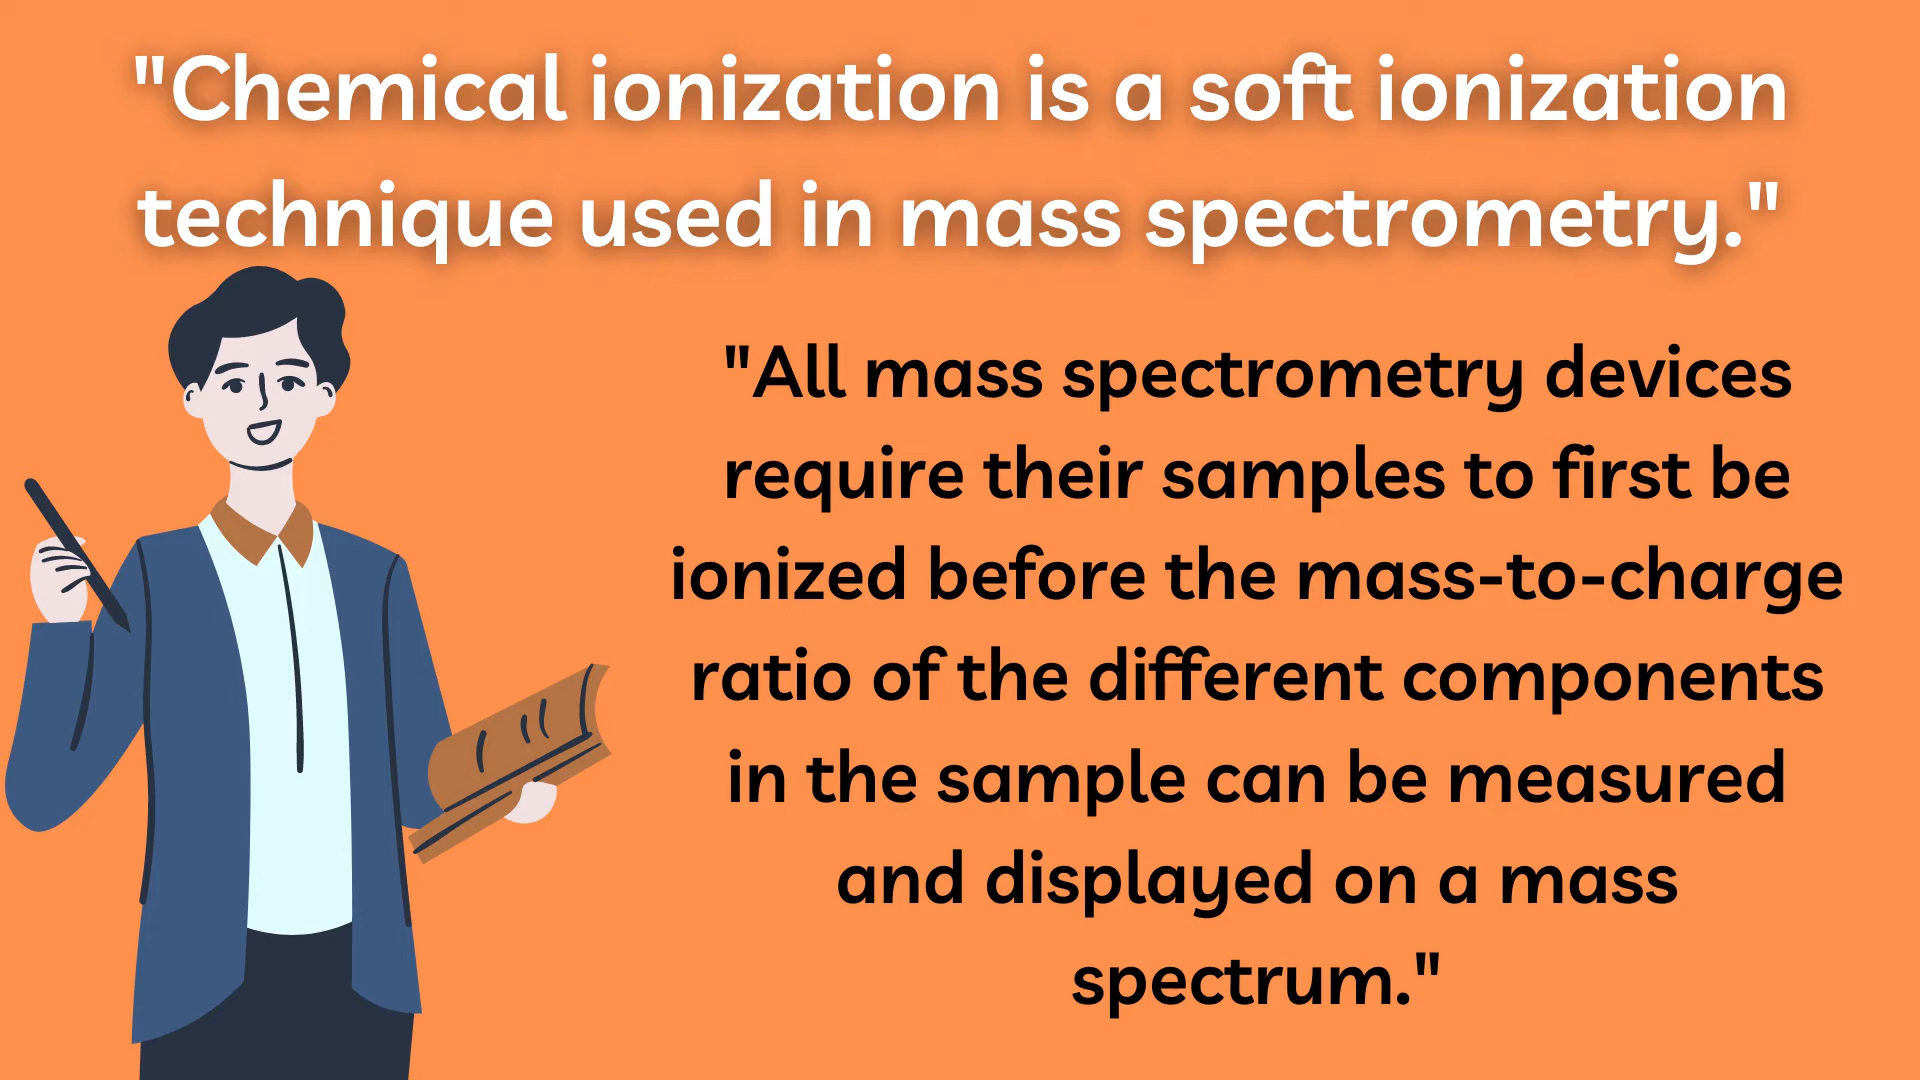 "Chemical ionization is a soft ionization
technique used in mass spectrometry."
"All mass spectrometry devices
require their samples to first be
ionized before the mass-to-charge
ratio of the different components
in the sample can be measured
and displayed on a mass
spectrum."